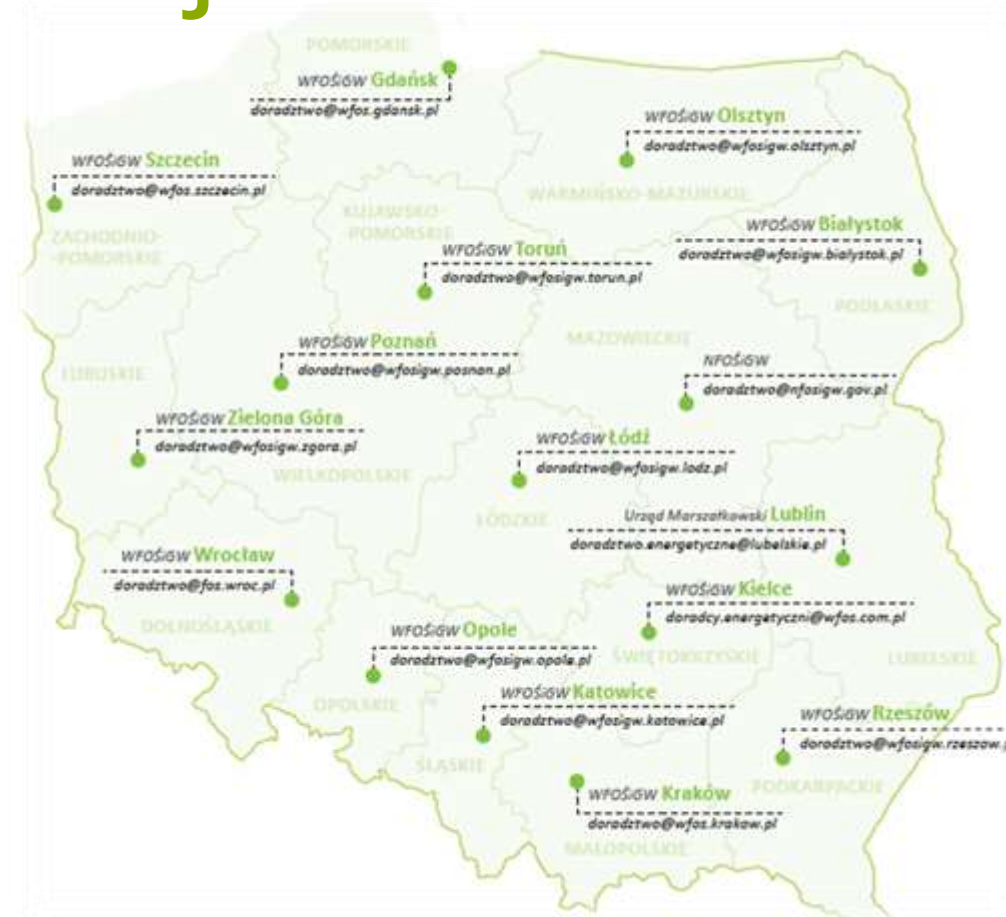 j
POMORSKIE
WFOŚiGW Gdańsk
doradztwo@wfos.gdansk.pl
WFOŚiGW Olsztyn
doradztwo@wfosigw.olsztyn.pl
WFOŚiGW Szczecin
doradztwo@wfos.szczecin.pl
WARMIŃSKO-MAZURSKIE
KUJAWSKO-
-POMORSKIE
ZACHODNIO-
-POMORSKIE
WFOŚiGW Białystok
doradztwo@wfosigw.bialystok.pl
WFOŚiGW Toruń
doradztwo@wfosigw.torun.pl
PODLASKIE
MAZOWIECKIE
WFOŚiGW Poznań
doradztwo@wfosigw.poznan.pl
LUBUSKIE
NFOŚiGW
doradztwo@nfosigw.gov.pl
WFOŚiGW Zielona Góra
doradztwo@wfosigw.zgora.pl
WFOŚiGW Łódź
doradztwo@wfosigw.lodz.pl
WIELKOPOLSKIE
ŁÓDZKIE
Urząd Marszałkowski Lublin
doradztwo.energetyczne@lubelskie.pl
WFOŚiGW Wrocław
doradztwo@fos.wroc.pl
WFOŚiGW Kielce
doradcy.energetyczni@wfos.com.pl
DOLNOŚLĄSKIE
WFOŚiGW Opole
doradztwo@wfosigw.opole.pl
ŚWIĘTOKRZYSKIE
LUBELSKIE
OPOLSKIE
WFOŚiGW Katowice
doradztwo@wfosigw.katowice.pl
WFOŚiGW Rzeszów
doradztwo@wfosigw.rzeszow.p
ŚLĄSKIE
PODKARPACKIE
WFOŚiGW Kraków
doradztwo@wfos.krakow.pl
MAŁOPOLSKIE